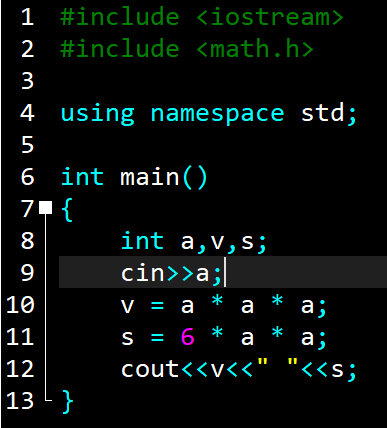 1 #include <iostream>
2 #include <math.h>
3
4 using namespace std;
5
6 int main()
7 {
8     int a,v,s;
9     cin>>a;
10     v = a * a * a;
11     s = 6 * a * a;
12     cout<<v<<" "<<s;
13 }